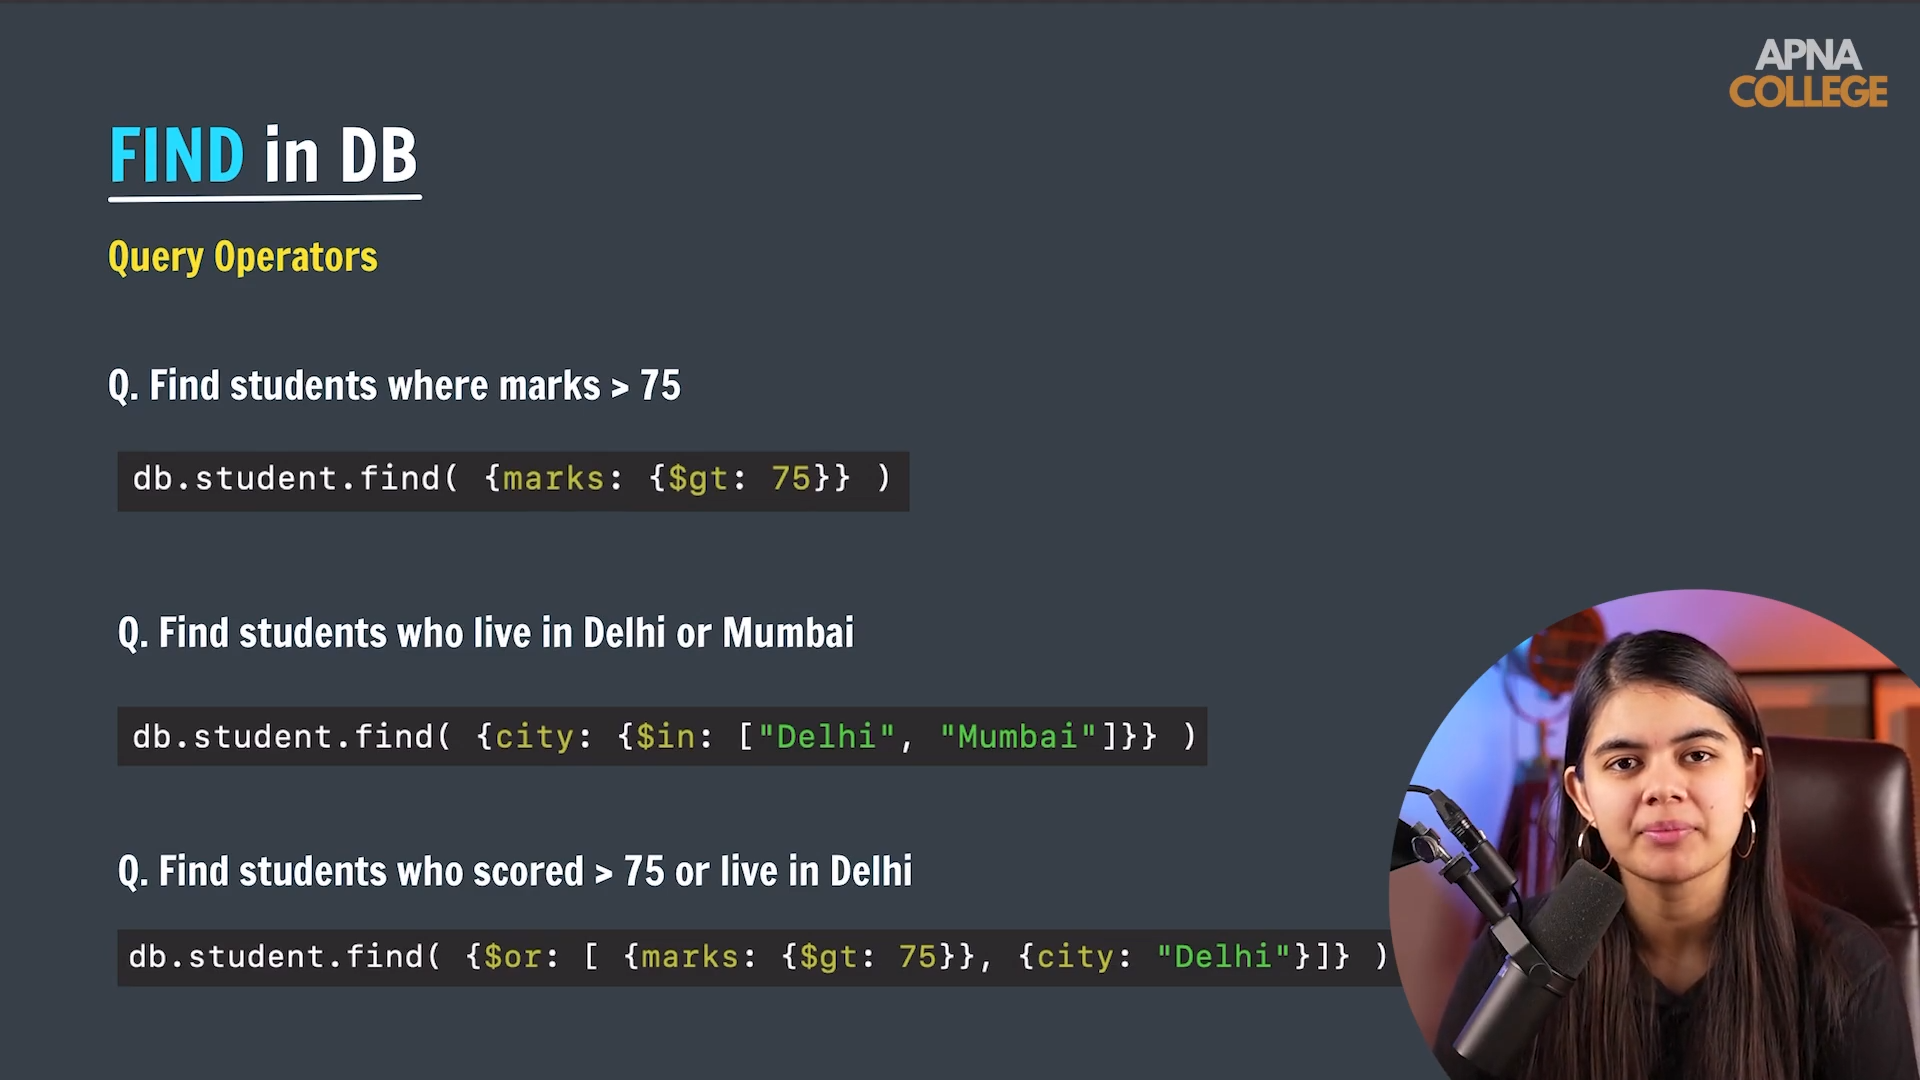 APNA
COLLEGE
FIND in DB
Query Operators
Q. Find students where marks > 75
db.student.find( {marks: {$gt: 75}} )
Q. Find students who live in Delhi or Mumbai
db.student.find( {city: {$in: ["Delhi", "Mumbai"]}} )
Q. Find students who scored > 75 or live in Delhi
db.student.find( {$or: [ {marks: {$gt: 75}}, {city: "Delhi"}]} )